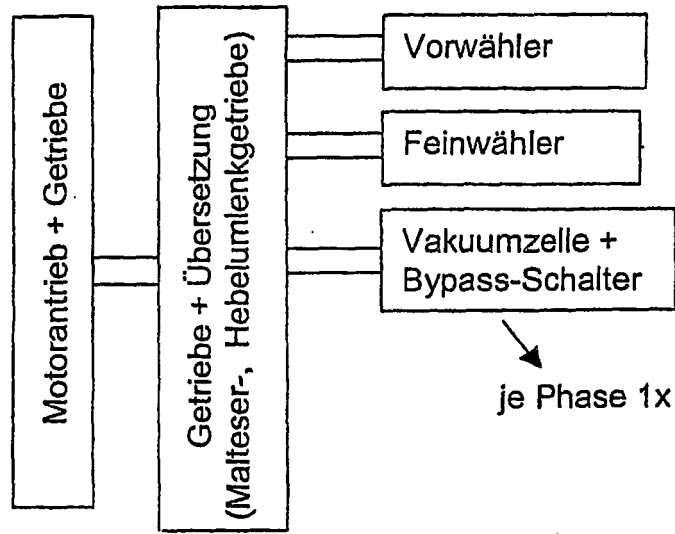 Motorantrieb + Getriebe
Getriebe + Übersetzung
(Malteser-, Hebelumlenkgetriebe)
Vorwähler
Feinwähler
Vakuumzelle +
Bypass-Schalter
je Phase 1x